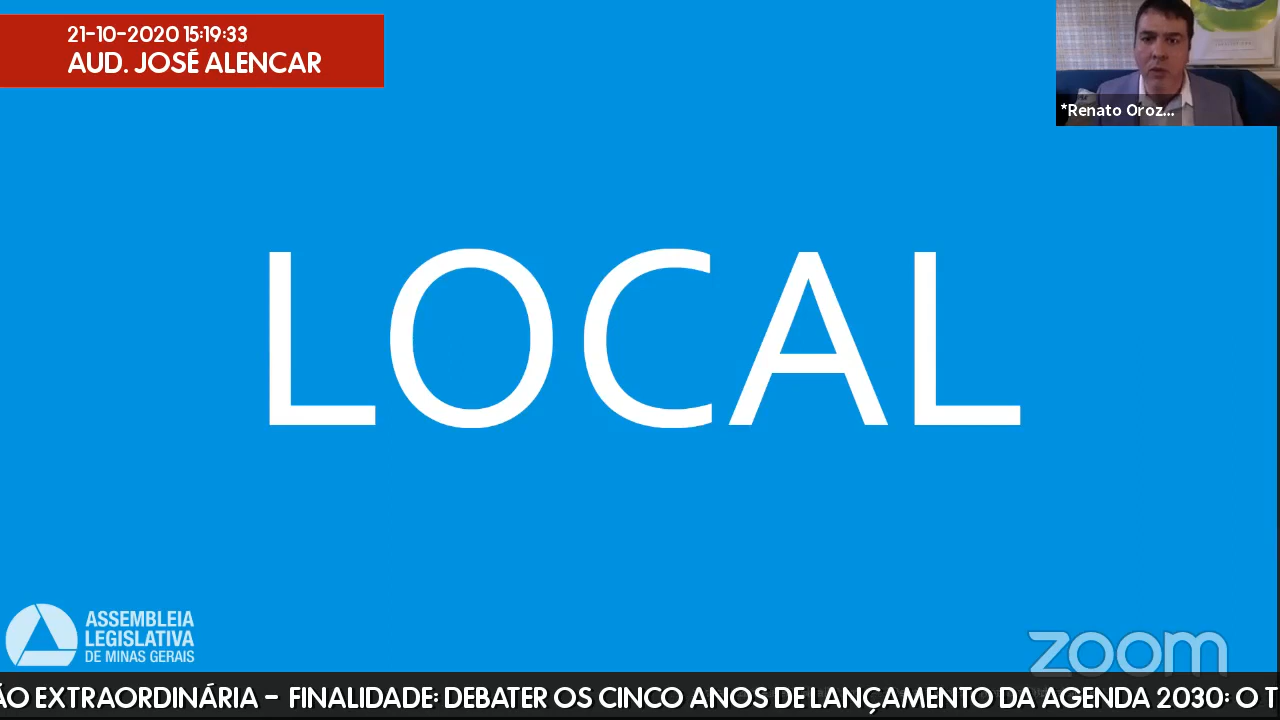 21-10-2020 15:19:33
AUD. JOSÉ ALENCAR
*Renato Oroz...
LOCAL
ASSEMBLEIA
LEGISLATIVA
DE MINAS GERAIS
zoom
ÃO EXTRAORDINÁRIA - FINALIDADE: DEBATER OS CINCO ANOS DE LANÇAMENTO DA AGENDA 2030: O T